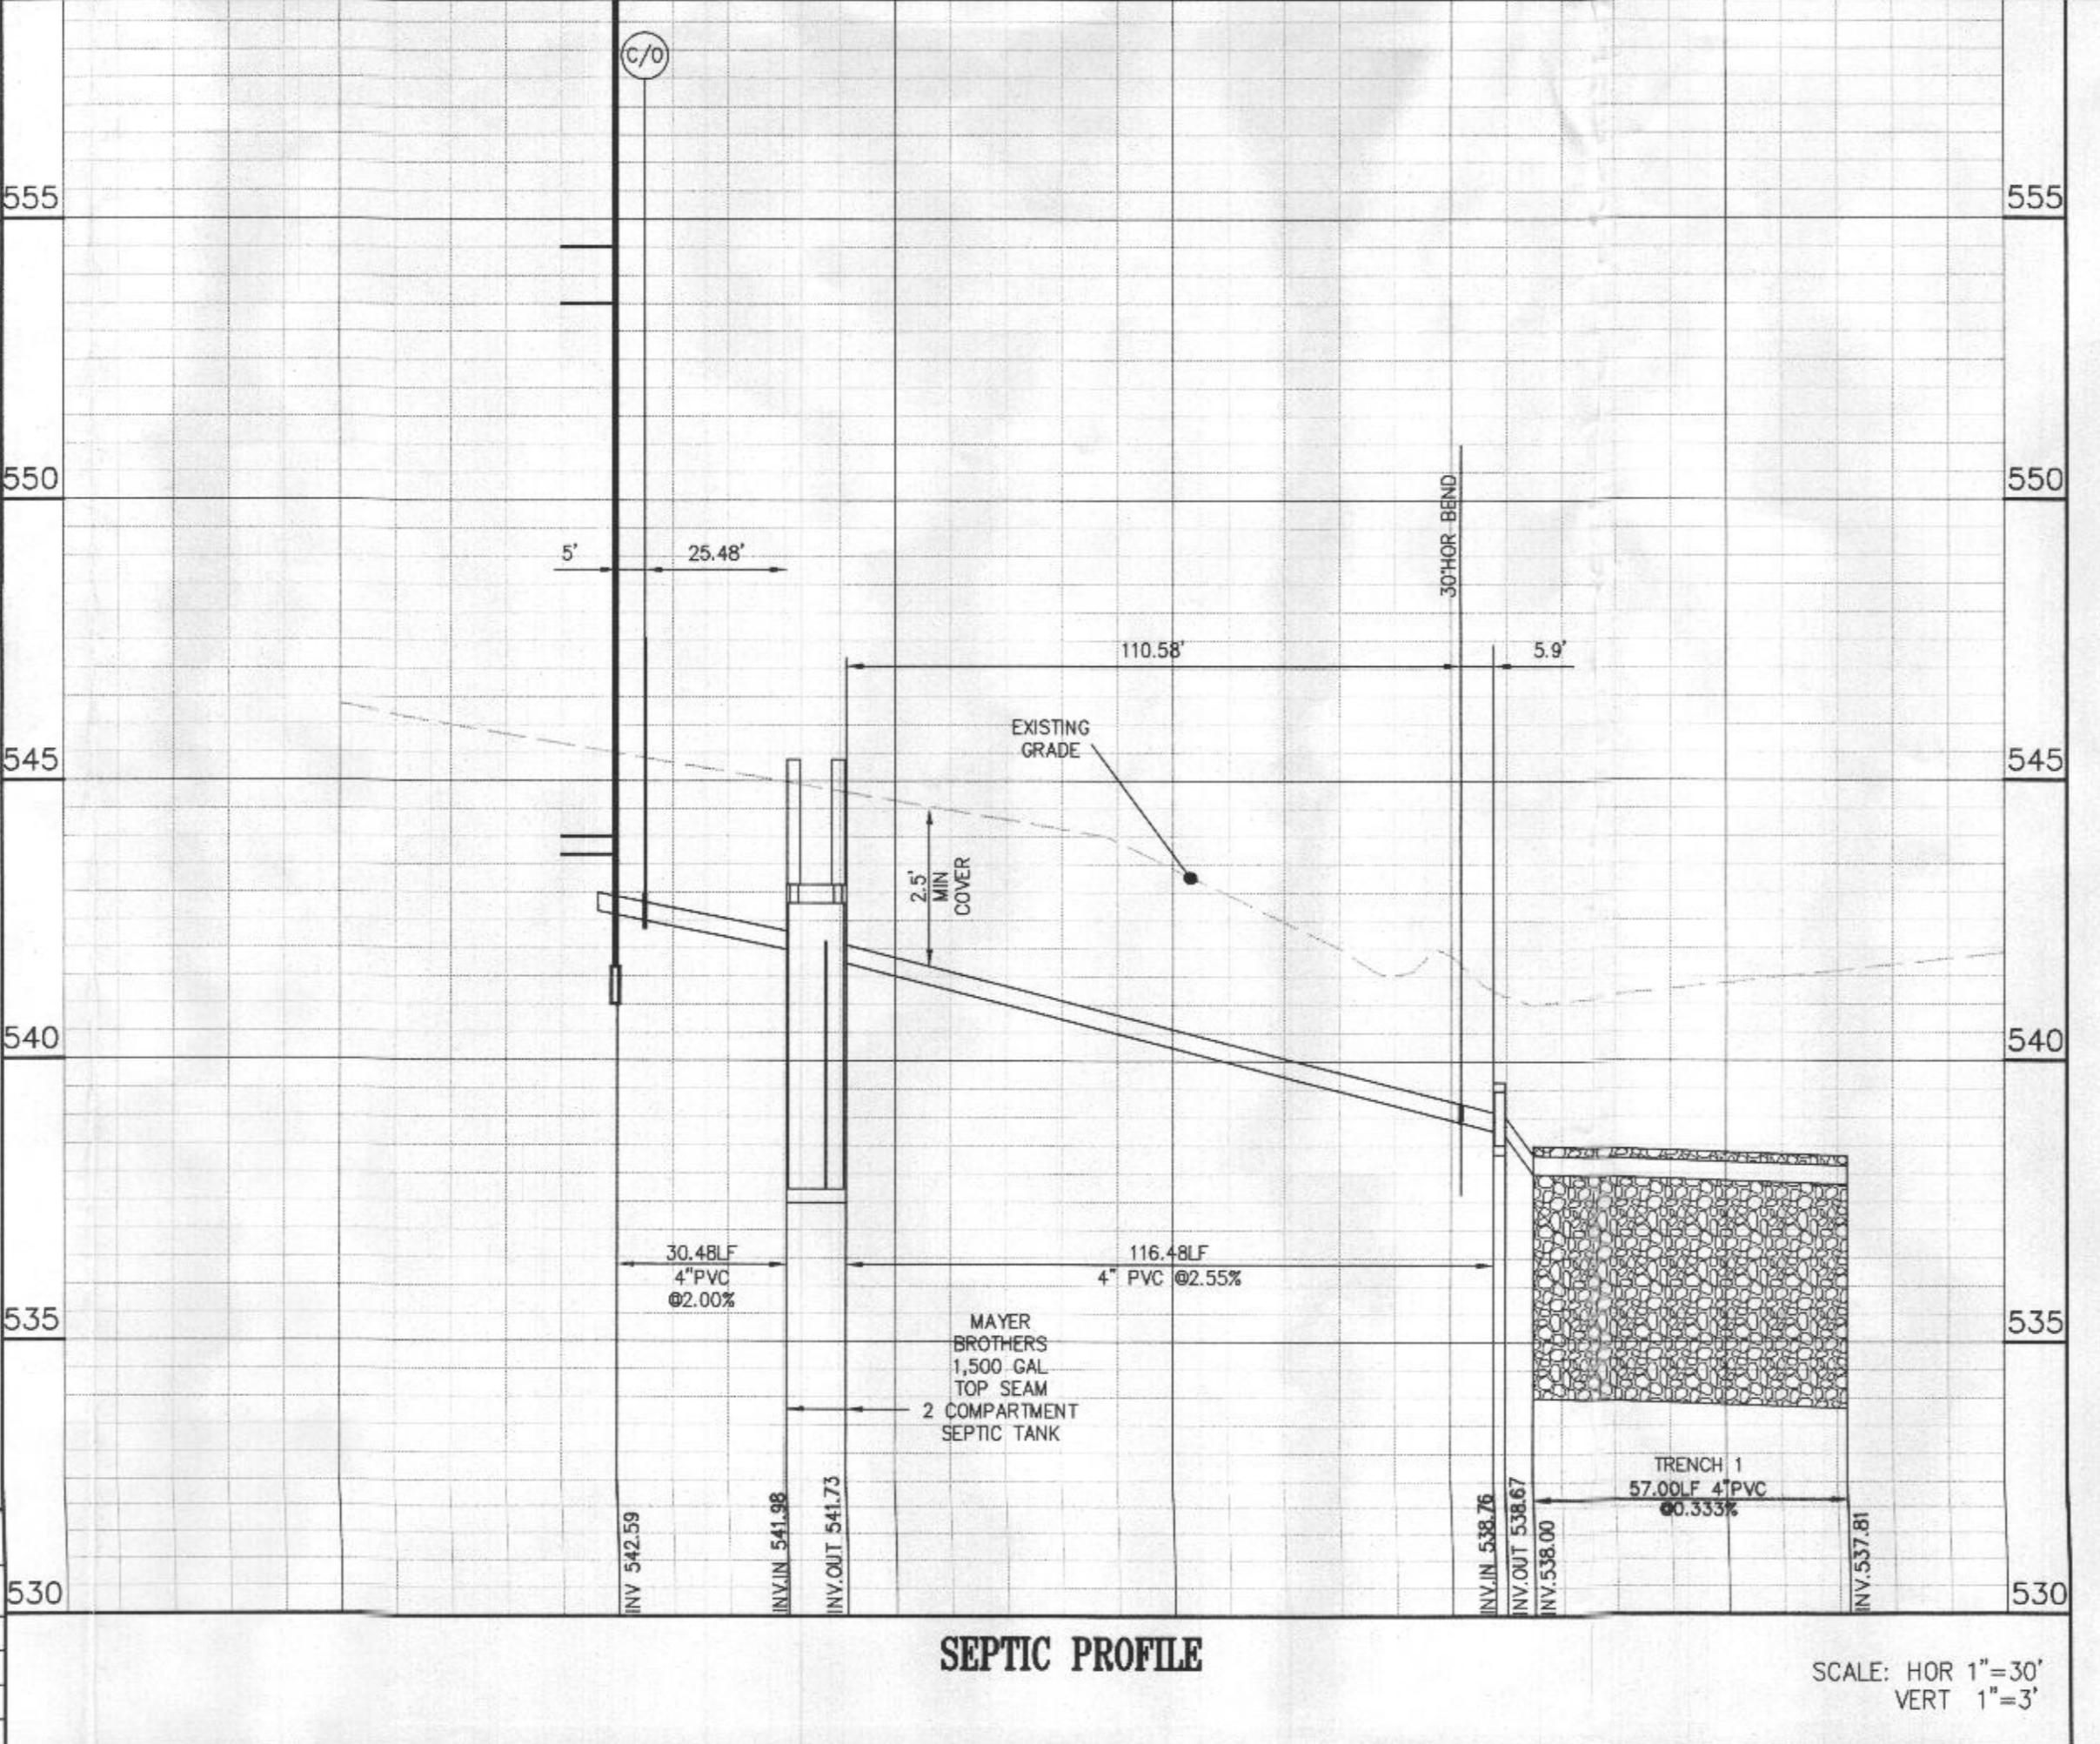 C/O
555
555
550
550
30°HOR BEND
5'
25.48'
110.58'
5.9'
EXISTING
GRADE
545
545
2.5'
MIN
COVER
540
540
30.48LF
4"PVC
@2.00%
116.48LF
4" PVC @2.55%
535
535
MAYER
BROTHERS
1,500 GAL
TOP SEAM
2 COMPARTMENT
SEPTIC TANK
TRENCH 1
57.00LF 4"PVC
@0.333%
INV 542.59
INV.IN 541.98
INV.OUT 541.73
INV.IN 538.76
INV.OUT 538.67
INV.538.00
INV.537.81
530
530
SEPTIC PROFILE
SCALE: HOR 1"=30'
VERT 1"=3'